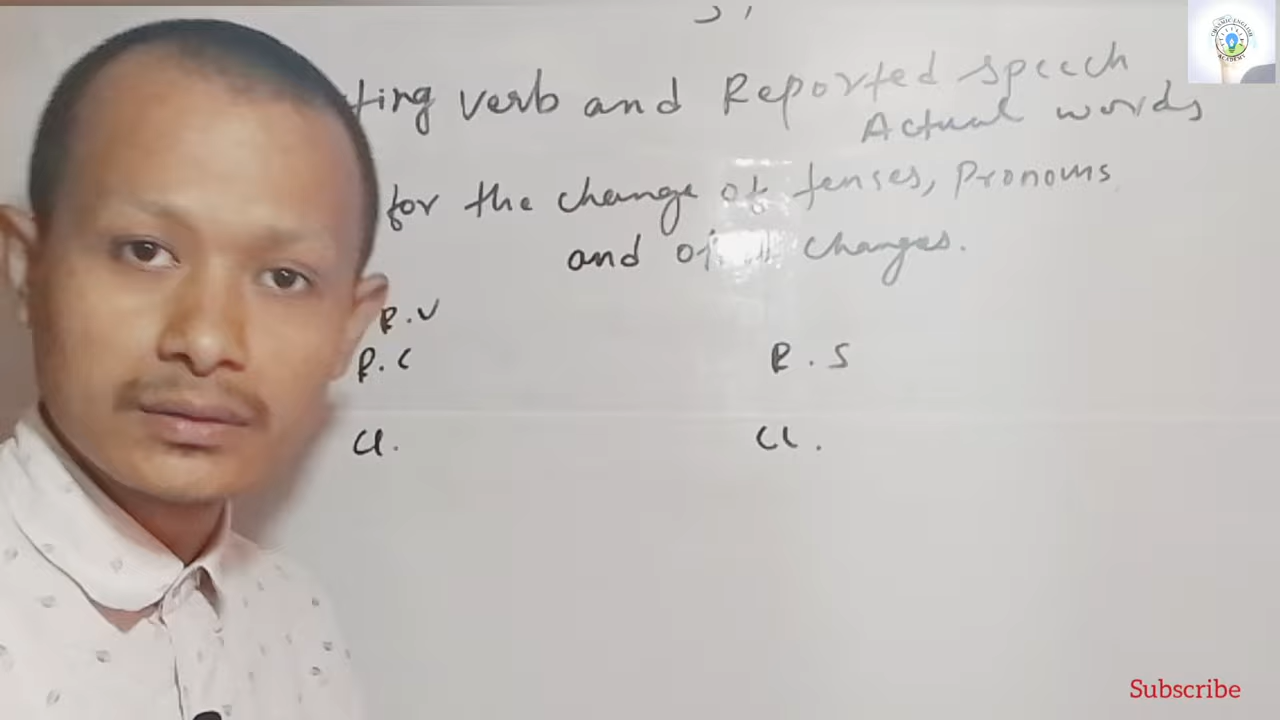 ting verb and Reported speech
Actual words
for the change of tenses, Pronouns
and changes.
R.V
R.C R.S
Cl. Cl.
Subscribe